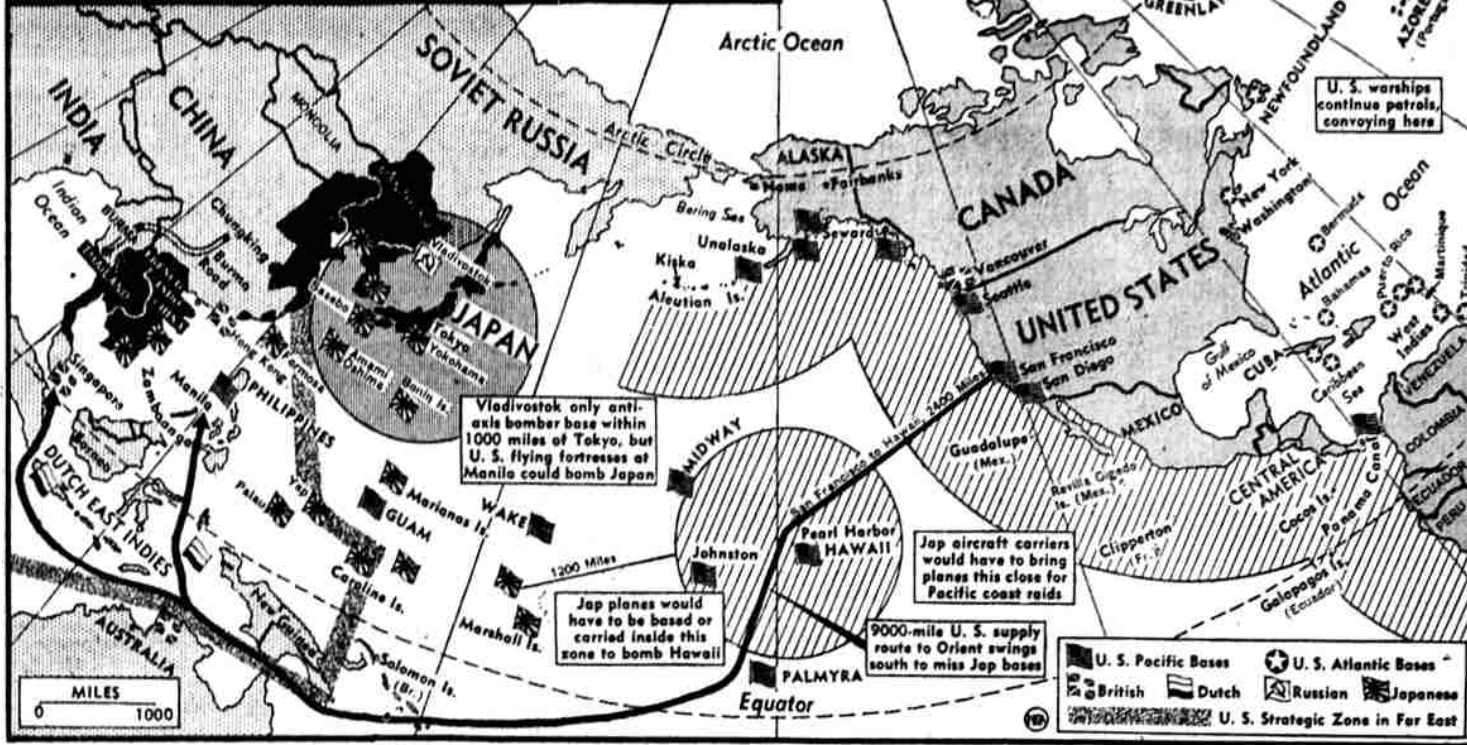 Arctic Ocean
GREENLAN
NEWFOUNDLAND
AZORE
(Portug
U. S. warships
continue patrols,
convoying here
SOVIET RUSSIA
INDIA
CHINA
MONGOLIA
Arctic Circle
ALASKA
Nome
Fairbanks
CANADA
Bering Sea
Seward
Unalaska
Kiska
Aleutian Is.
Indian
Ocean
Burma
Road
Chungking
Vladivostok
JAPAN
Sasebo
Tokyo
Yokohama
Amami
Oshima
Bonin Is.
Hong Kong
Formosa
Singapore
Zamboanga
Manila
PHILIPPINES
Borneo
DUTCH EAST INDIES
Vancouver
Seattle
UNITED STATES
New York
Washington
Atlantic
Ocean
Bermuda
Bahamas
Puerto Rico
Martinique
Trinidad
West
Indies
Gulf
of Mexico
CUBA
Caribbean
Sea
VENEZUELA
COLOMBIA
ECUADOR
PERU
San Francisco
San Diego
MEXICO
San Francisco to Hawaii, 2400 Miles
Guadalupe
(Mex.)
Revilla Gigedo
Is. (Mex.)
CENTRAL
AMERICA
Cocos Is.
Panama Canal
Clipperton
(Fr.)
Galapagos Is.
(Ecuador)
Vladivostok only anti-
axis bomber base within
1000 miles of Tokyo, but
U. S. flying fortresses at
Manila could bomb Japan
MIDWAY
WAKE
Marianas Is.
GUAM
Palau
Yap
Caroline Is.
Marshall Is.
1200 Miles
Johnston
Pearl Harbor
HAWAII
Jap aircraft carriers
would have to bring
planes this close for
Pacific coast raids
Jap planes would
have to be based or
carried inside this
zone to bomb Hawaii
9000-mile U. S. supply
route to Orient swings
south to miss Jap bases
New Guinea
Solomon Is.
(Br.)
AUSTRALIA
PALMYRA
Equator
MILES
0 1000
U. S. Pacific Bases
U. S. Atlantic Bases
British
Dutch
Russian
Japanese
U. S. Strategic Zone in Far East
NEA